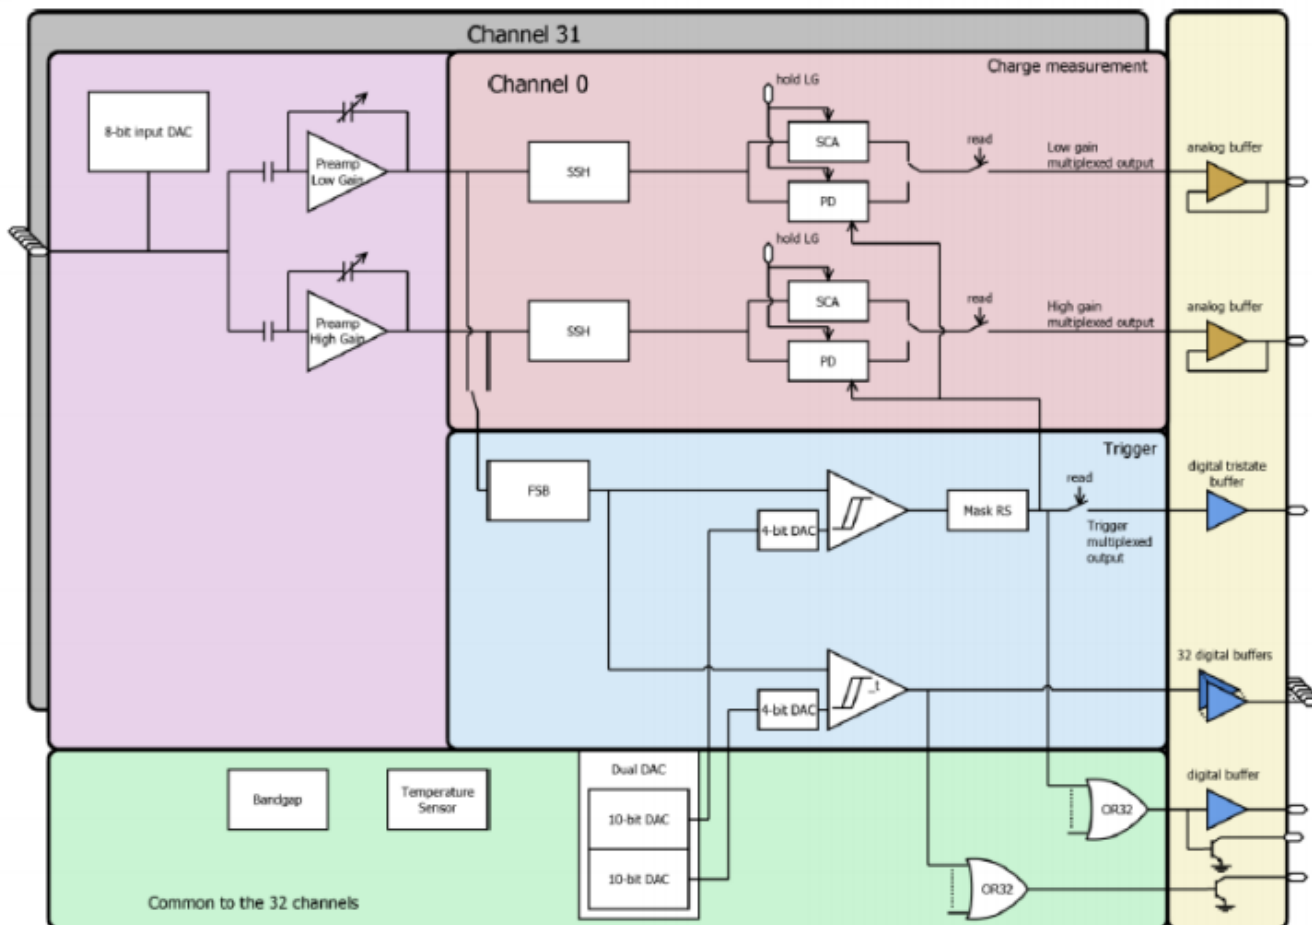 Channel 31
Channel 0
Charge measurement
hold LG
8-bit input DAC
SCA
read
Low gain
multiplexed output
analog buffer
Preamp
Low Gain
SSH
PD
hold LG
SCA
read
High gain
multiplexed output
analog buffer
Preamp
High Gain
SSH
PD
Trigger
digital tristate
buffer
read
FSB
4-bit DAC
Mask RS
Trigger
multiplexed
output
32 digital buffers
_t
4-bit DAC
Dual DAC
digital buffer
Bandgap
Temperature
Sensor
10-bit DAC
OR32
10-bit DAC
OR32
Common to the 32 channels